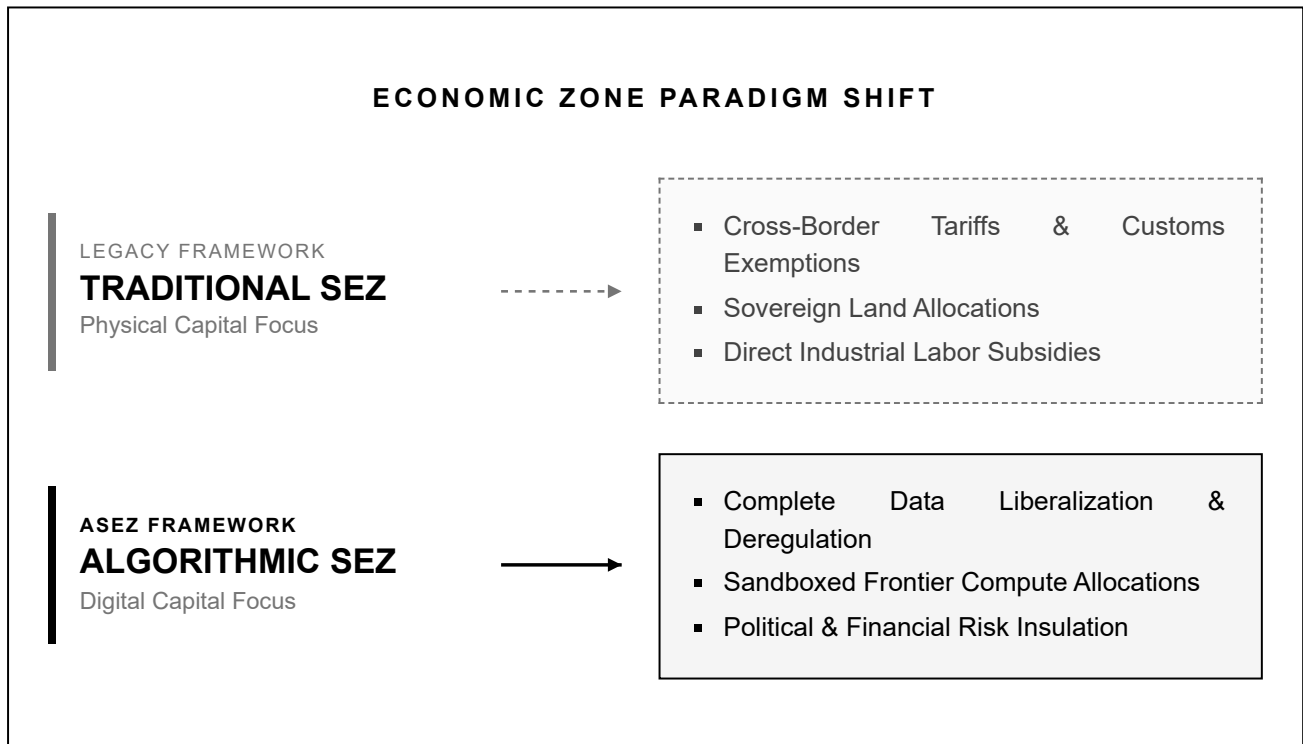 ECONOMIC ZONE PARADIGM SHIFT
LEGACY FRAMEWORK
TRADITIONAL SEZ
Physical Capital Focus
Cross-Border Tariffs & Customs
Exemptions
Sovereign Land Allocations
Direct Industrial Labor Subsidies
ASEZ FRAMEWORK
ALGORITHMIC SEZ
Digital Capital Focus
Complete Data Liberalization &
Deregulation
Sandboxed Frontier Compute Allocations
Political & Financial Risk Insulation